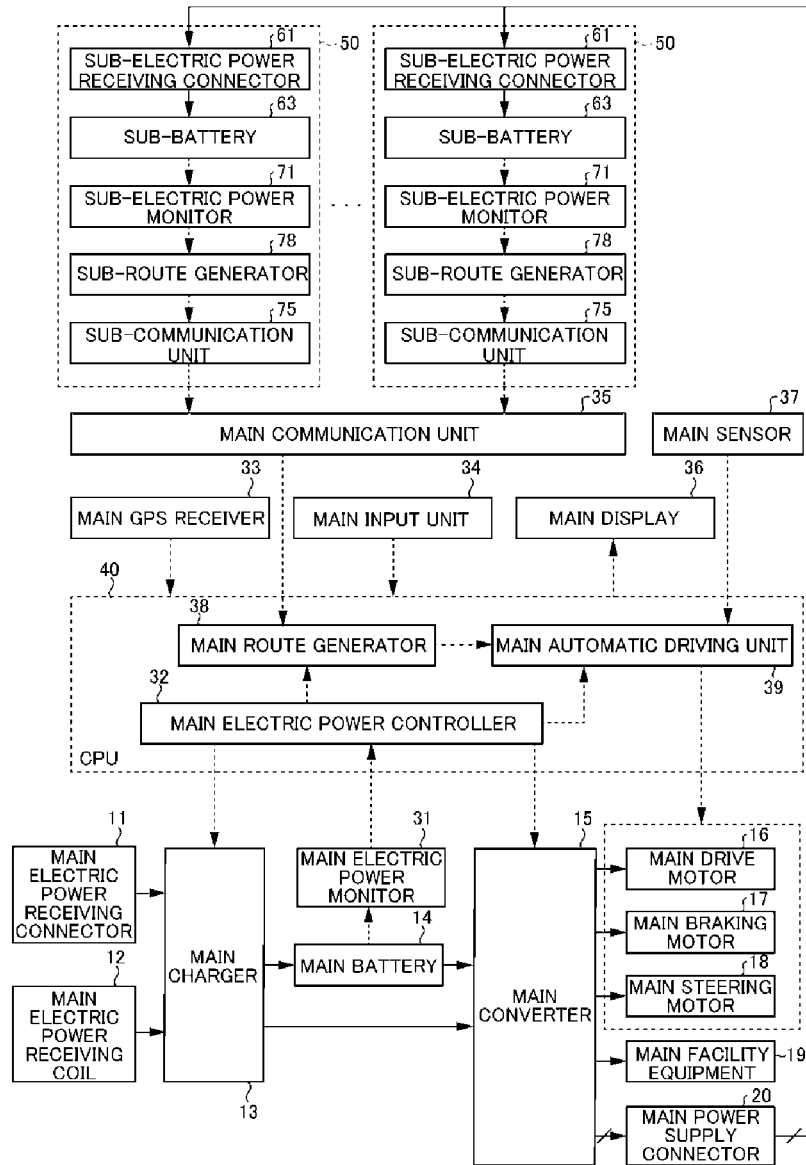 61
50
61
50
SUB-ELECTRIC POWER
RECEIVING CONNECTOR
SUB-ELECTRIC POWER
RECEIVING CONNECTOR
63
63
SUB-BATTERY
SUB-BATTERY
71
71
SUB-ELECTRIC POWER
MONITOR
. . .
SUB-ELECTRIC POWER
MONITOR
78
78
SUB-ROUTE GENERATOR
SUB-ROUTE GENERATOR
75
75
SUB-COMMUNICATION
UNIT
SUB-COMMUNICATION
UNIT
35
37
MAIN COMMUNICATION UNIT
MAIN SENSOR
33
34
36
MAIN GPS RECEIVER
MAIN INPUT UNIT
MAIN DISPLAY
40
38
MAIN ROUTE GENERATOR
MAIN AUTOMATIC DRIVING UNIT
39
32
MAIN ELECTRIC POWER CONTROLLER
CPU
11
31
15
16
MAIN
ELECTRIC
POWER
RECEIVING
CONNECTOR
MAIN ELECTRIC
POWER
MONITOR
MAIN DRIVE
MOTOR
17
14
MAIN BRAKING
MOTOR
MAIN
CHARGER
MAIN BATTERY
12
18
MAIN
ELECTRIC
POWER
RECEIVING
COIL
MAIN
CONVERTER
MAIN STEERING
MOTOR
MAIN FACILITY
EQUIPMENT
19
13
20
MAIN POWER
SUPPLY
CONNECTOR